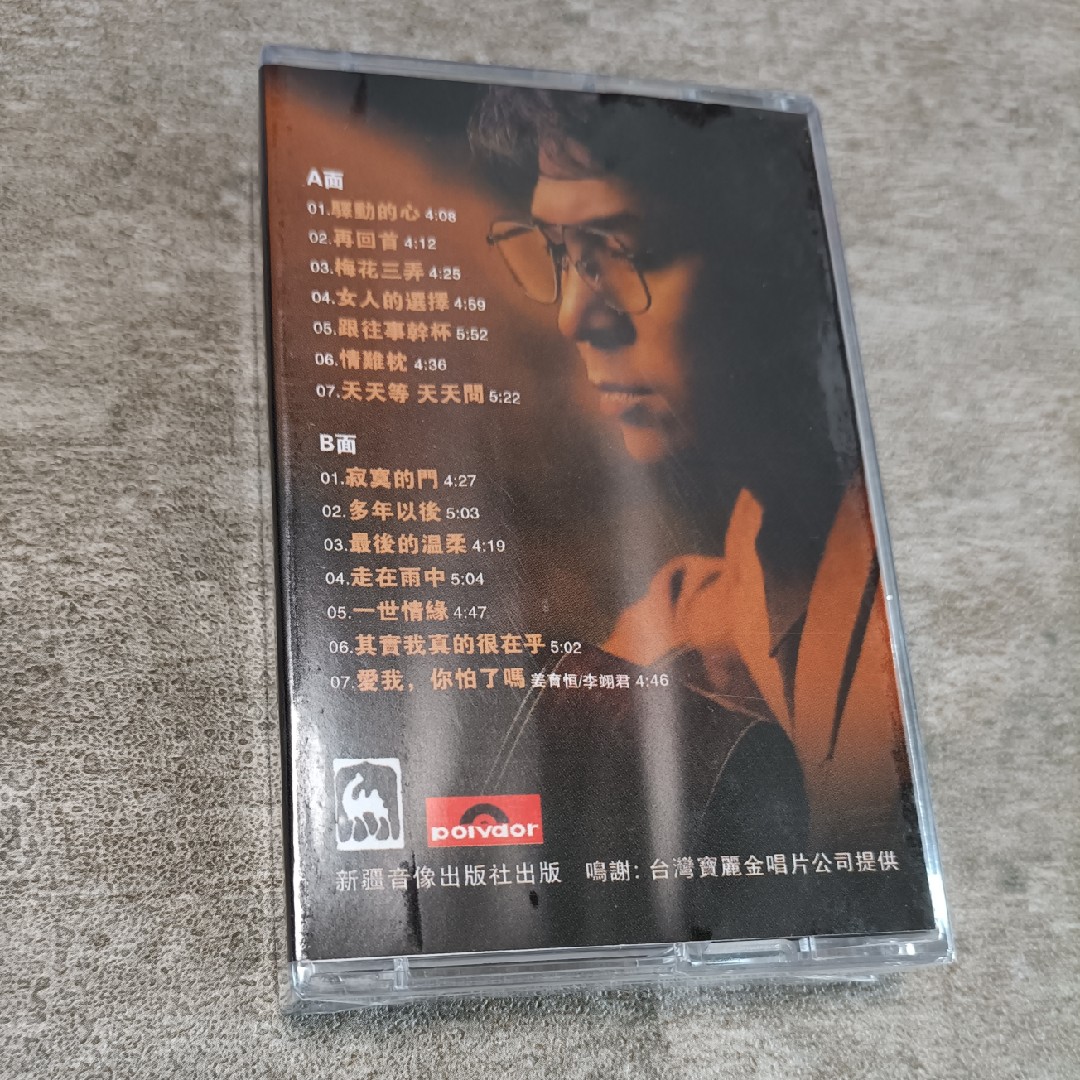 A面
01.驛動的心 4:08
02.再回首 4:12
03.梅花三弄 4:25
04.女人的選擇 4:59
05.跟往事幹杯 5:52
06.情難枕 4:36
07.天天等 天天問 5:22
B面
01.寂寞的門 4:27
02.多年以後 5:03
03.最後的溫柔 4:19
04.走在雨中 5:04
05.一世情緣 4:47
06.其實我真的很在乎 5:02
07.愛我，你怕了嗎 姜育恒/李翊君 4:46
polydor
新疆音像出版社出版 鳴謝: 台灣寶麗金唱片公司提供